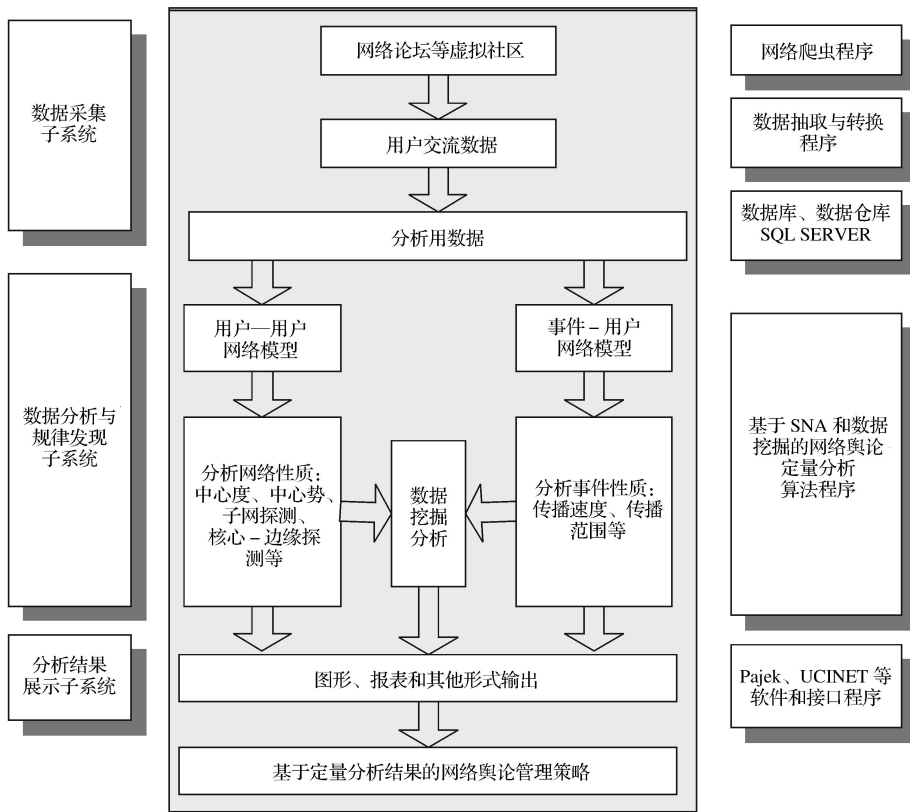 数据采集
子系统
数据分析与
规律发现
子系统
分析结果
展示子系统
网络论坛等虚拟社区
用户交流数据
分析用数据
用户—用户
网络模型
事件–用户
网络模型
分析网络性质：
中心度、中心势、
子网探测、
核心–边缘探
测等
数据
挖掘
分析
分析事件性质：
传播速度、传播
范围等
图形、报表和其他形式输出
基于定量分析结果的网络舆论管理策略
网络爬虫程序
数据抽取与转换
程序
数据库、数据仓库
SQL SERVER
基于 SNA 和数据
挖掘的网络舆论
定量分析
算法程序
Pajek、UCINET 等
软件和接口程序